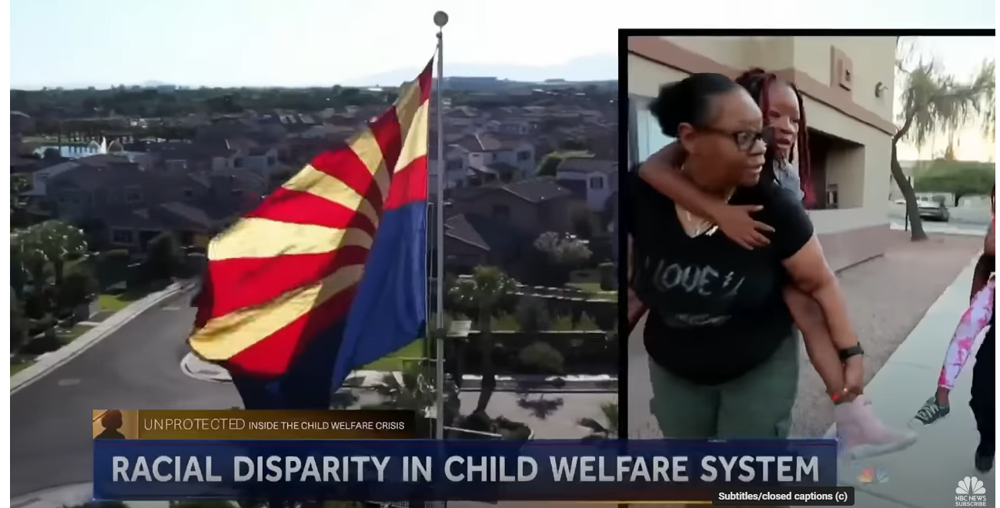 LOVE
UNPROTECTED INSIDE THE CHILD WELFARE CRISIS
RACIAL DISPARITY IN CHILD WELFARE SYSTEM
Subtitles/closed captions (c)
NBC NEWS
SUBSCRIBE